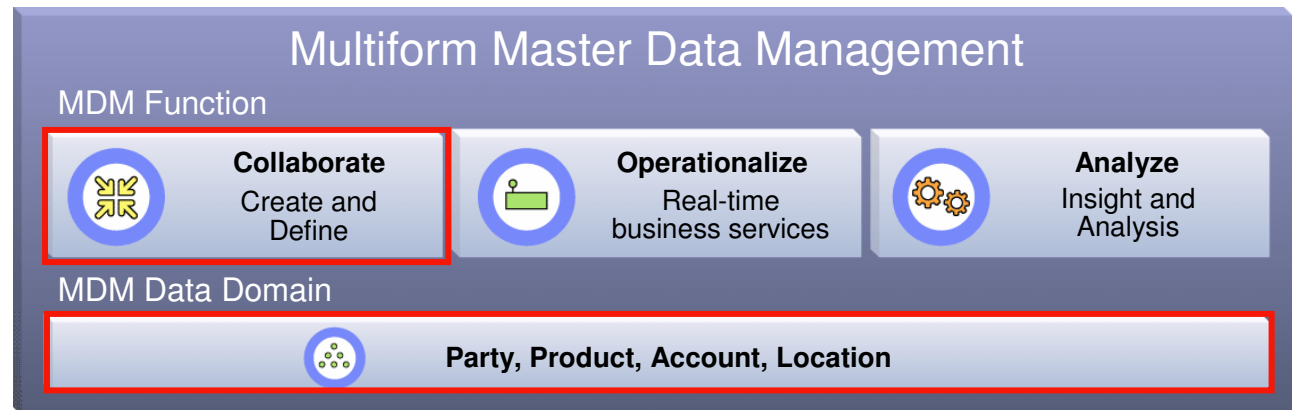 Multiform Master Data Management
MDM Function
Collaborate
Create and
Define
Operationalize
Real-time
business services
Analyze
Insight and
Analysis
MDM Data Domain
Party, Product, Account, Location